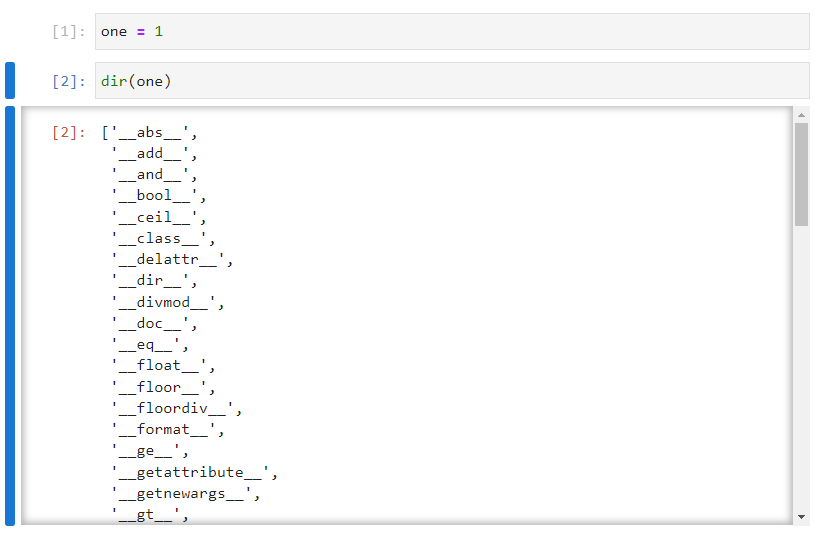 [1]: one = 1
[2]: dir(one)
[2]: ['__abs__',
'__add__',
'__and__',
'__bool__',
'__ceil__',
'__class__',
'__delattr__',
'__dir__',
'__divmod__',
'__doc__',
'__eq__',
'__float__',
'__floor__',
'__floordiv__',
'__format__',
'__ge__',
'__getattribute__',
'__getnewargs__',
'__gt__',